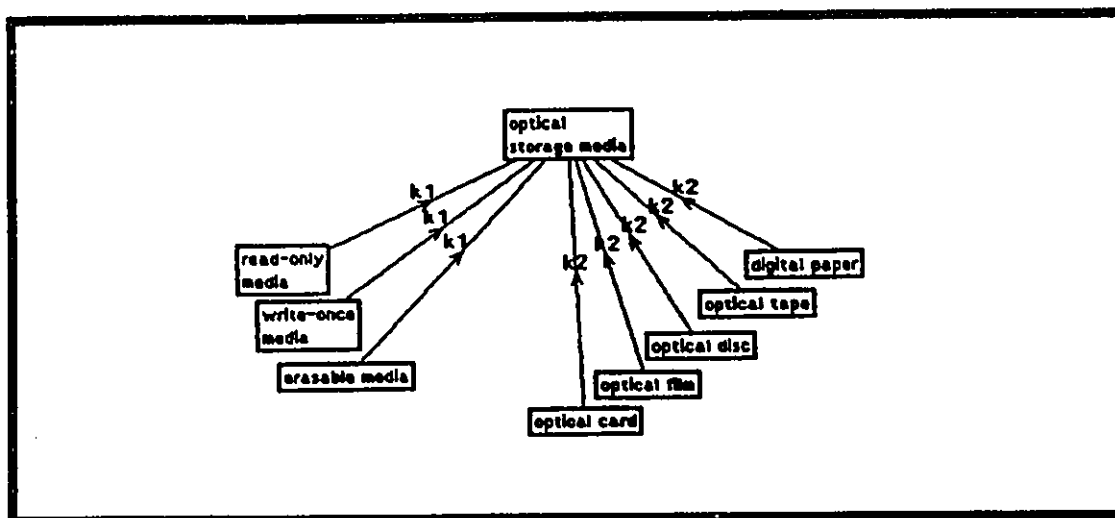 optical
storage media
k1
k2
k1
k2
k1
k2
k2
k2
read-only
media
digital paper
optical tape
write-once
media
optical disc
erasable media
optical film
optical card